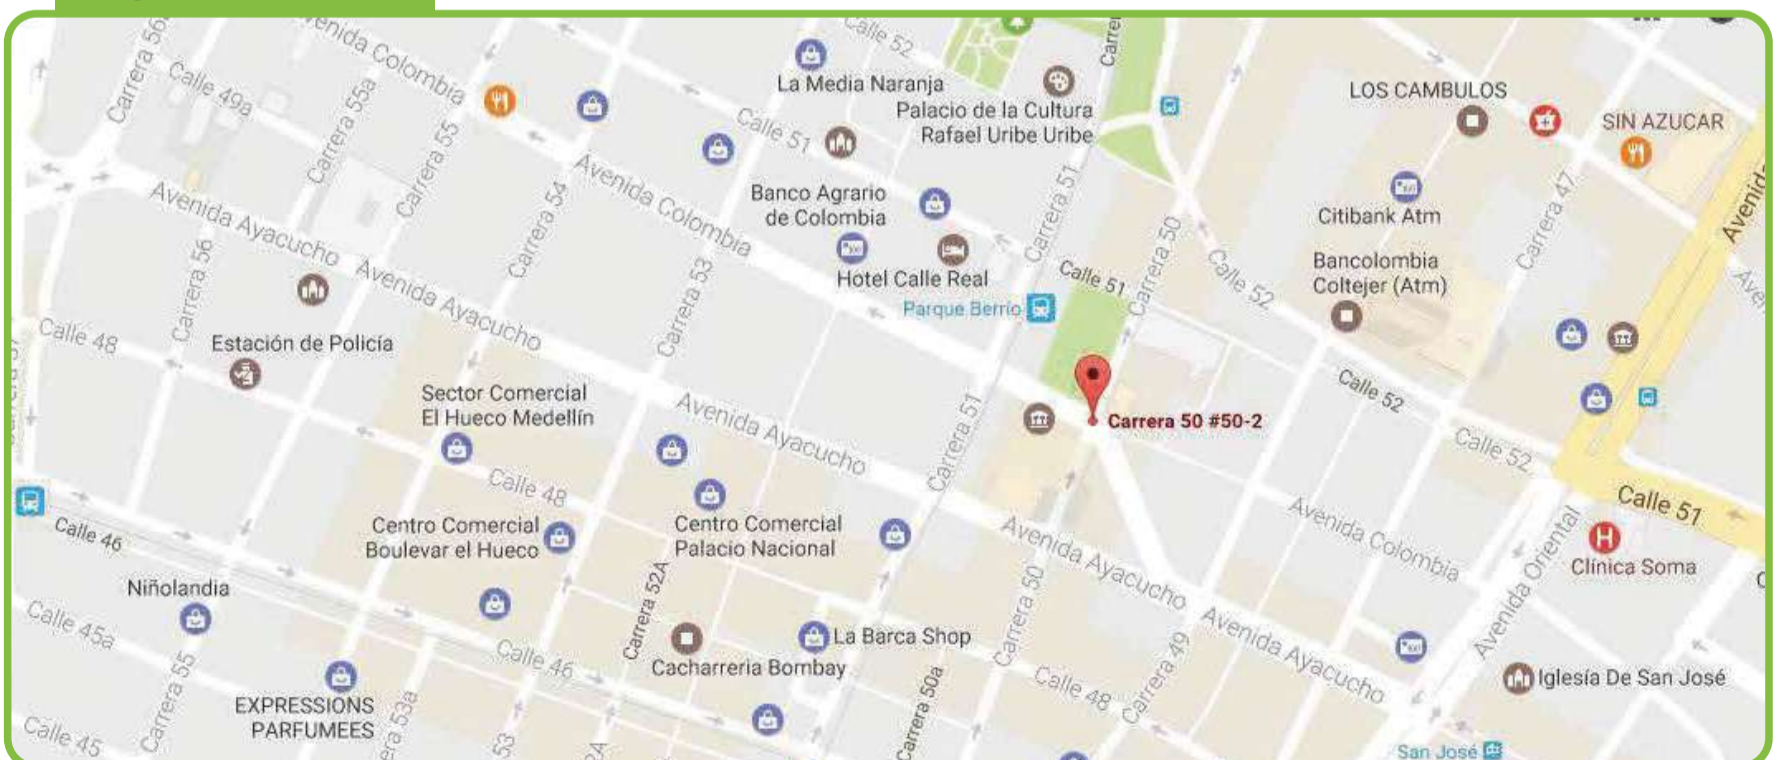 Carrera 56
Avenida Colombia
Calle 52
Calle 49a
Carrera 55a
Carrera 55
La Media Naranja
Palacio de la Cultura
Rafael Uribe Uribe
LOS CAMBULOS
SIN AZUCAR
Calle 51
Avenida Ayacucho
Carrera 54
Avenida Colombia
Banco Agrario
de Colombia
Hotel Calle Real
Carrera 51
Carrera 50
Calle 52
Citibank Atm
Carrera 47
Bancolombia
Coltejer (Atm)
Carrera 56
Avenida Ayacucho
Carrera 53
Calle 51
Parque Berrío
Calle 48
Estación de Policía
Sector Comercial
El Hueco Medellín
Calle 52
Avenida Ayacucho
Carrera 51
Carrera 50 #50-2
Calle 52
Calle 48
Calle 51
Calle 46
Centro Comercial
Boulevar el Hueco
Centro Comercial
Palacio Nacional
Avenida Ayacucho
Avenida Colombia
Avenida Oriental
Clínica Soma
Niñolandia
Carrera 52A
Carrera 50
Calle 45a
La Barca Shop
Cacharreria Bombay
Avenida Ayacucho
Calle 46
Carrera 49
Calle 48
Iglesía De San José
Carrera 55
EXPRESSIONS
PARFUMEES
Carrera 50a
Calle 45
53
San José